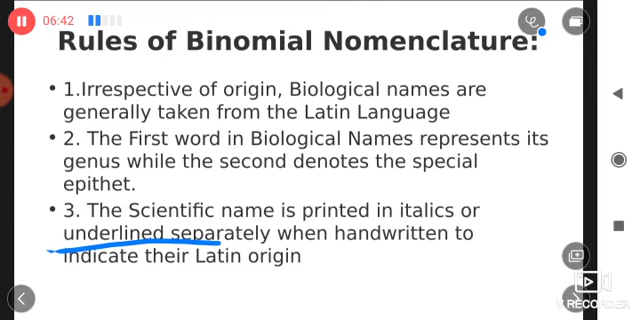 06:42
Rules of Binomial Nomenclature:
• 1.Irrespective of origin, Biological names are
generally taken from the Latin Language
• 2. The First word in Biological Names represents its
genus while the second denotes the special
epithet.
• 3. The Scientific name is printed in italics or
underlined separately when handwritten to
indicate their Latin origin
V RECORDER